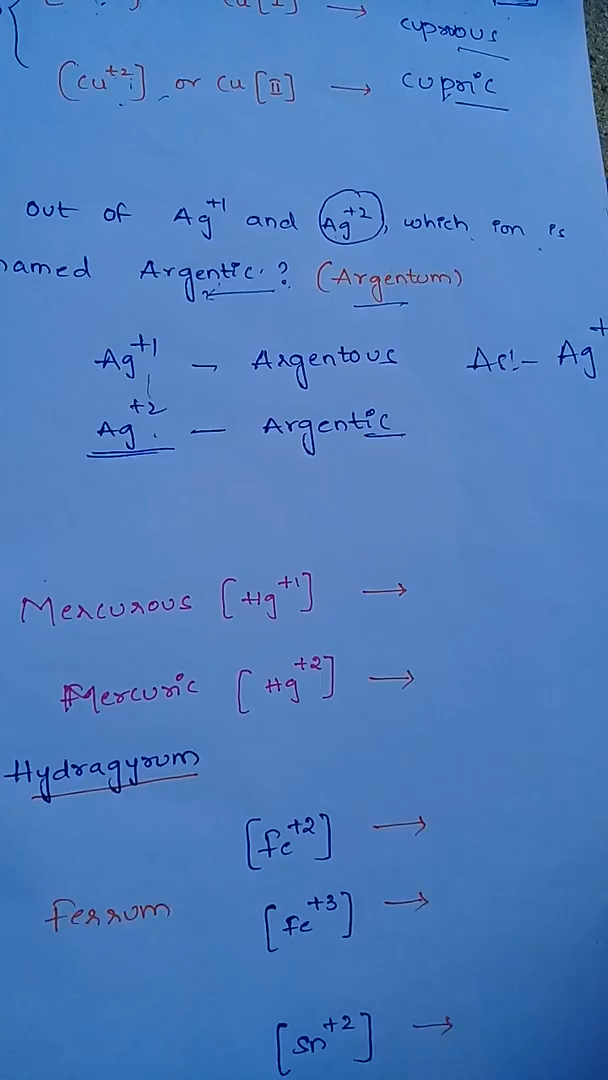 cu [I] → cuprous
[cu⁺²] or cu [II] → cupric
out of Ag⁺¹ and Ag⁺², which ion is
named Argentic? (Argentum)
Ag⁺¹ – Argentous A:- Ag⁺
Ag⁺² – Argentic
Mercurous [Hg⁺¹] →
Mercuric [Hg⁺²] →
Hydragyrum
[fe⁺²] →
ferrum [fe⁺³] →
[sn⁺²] →